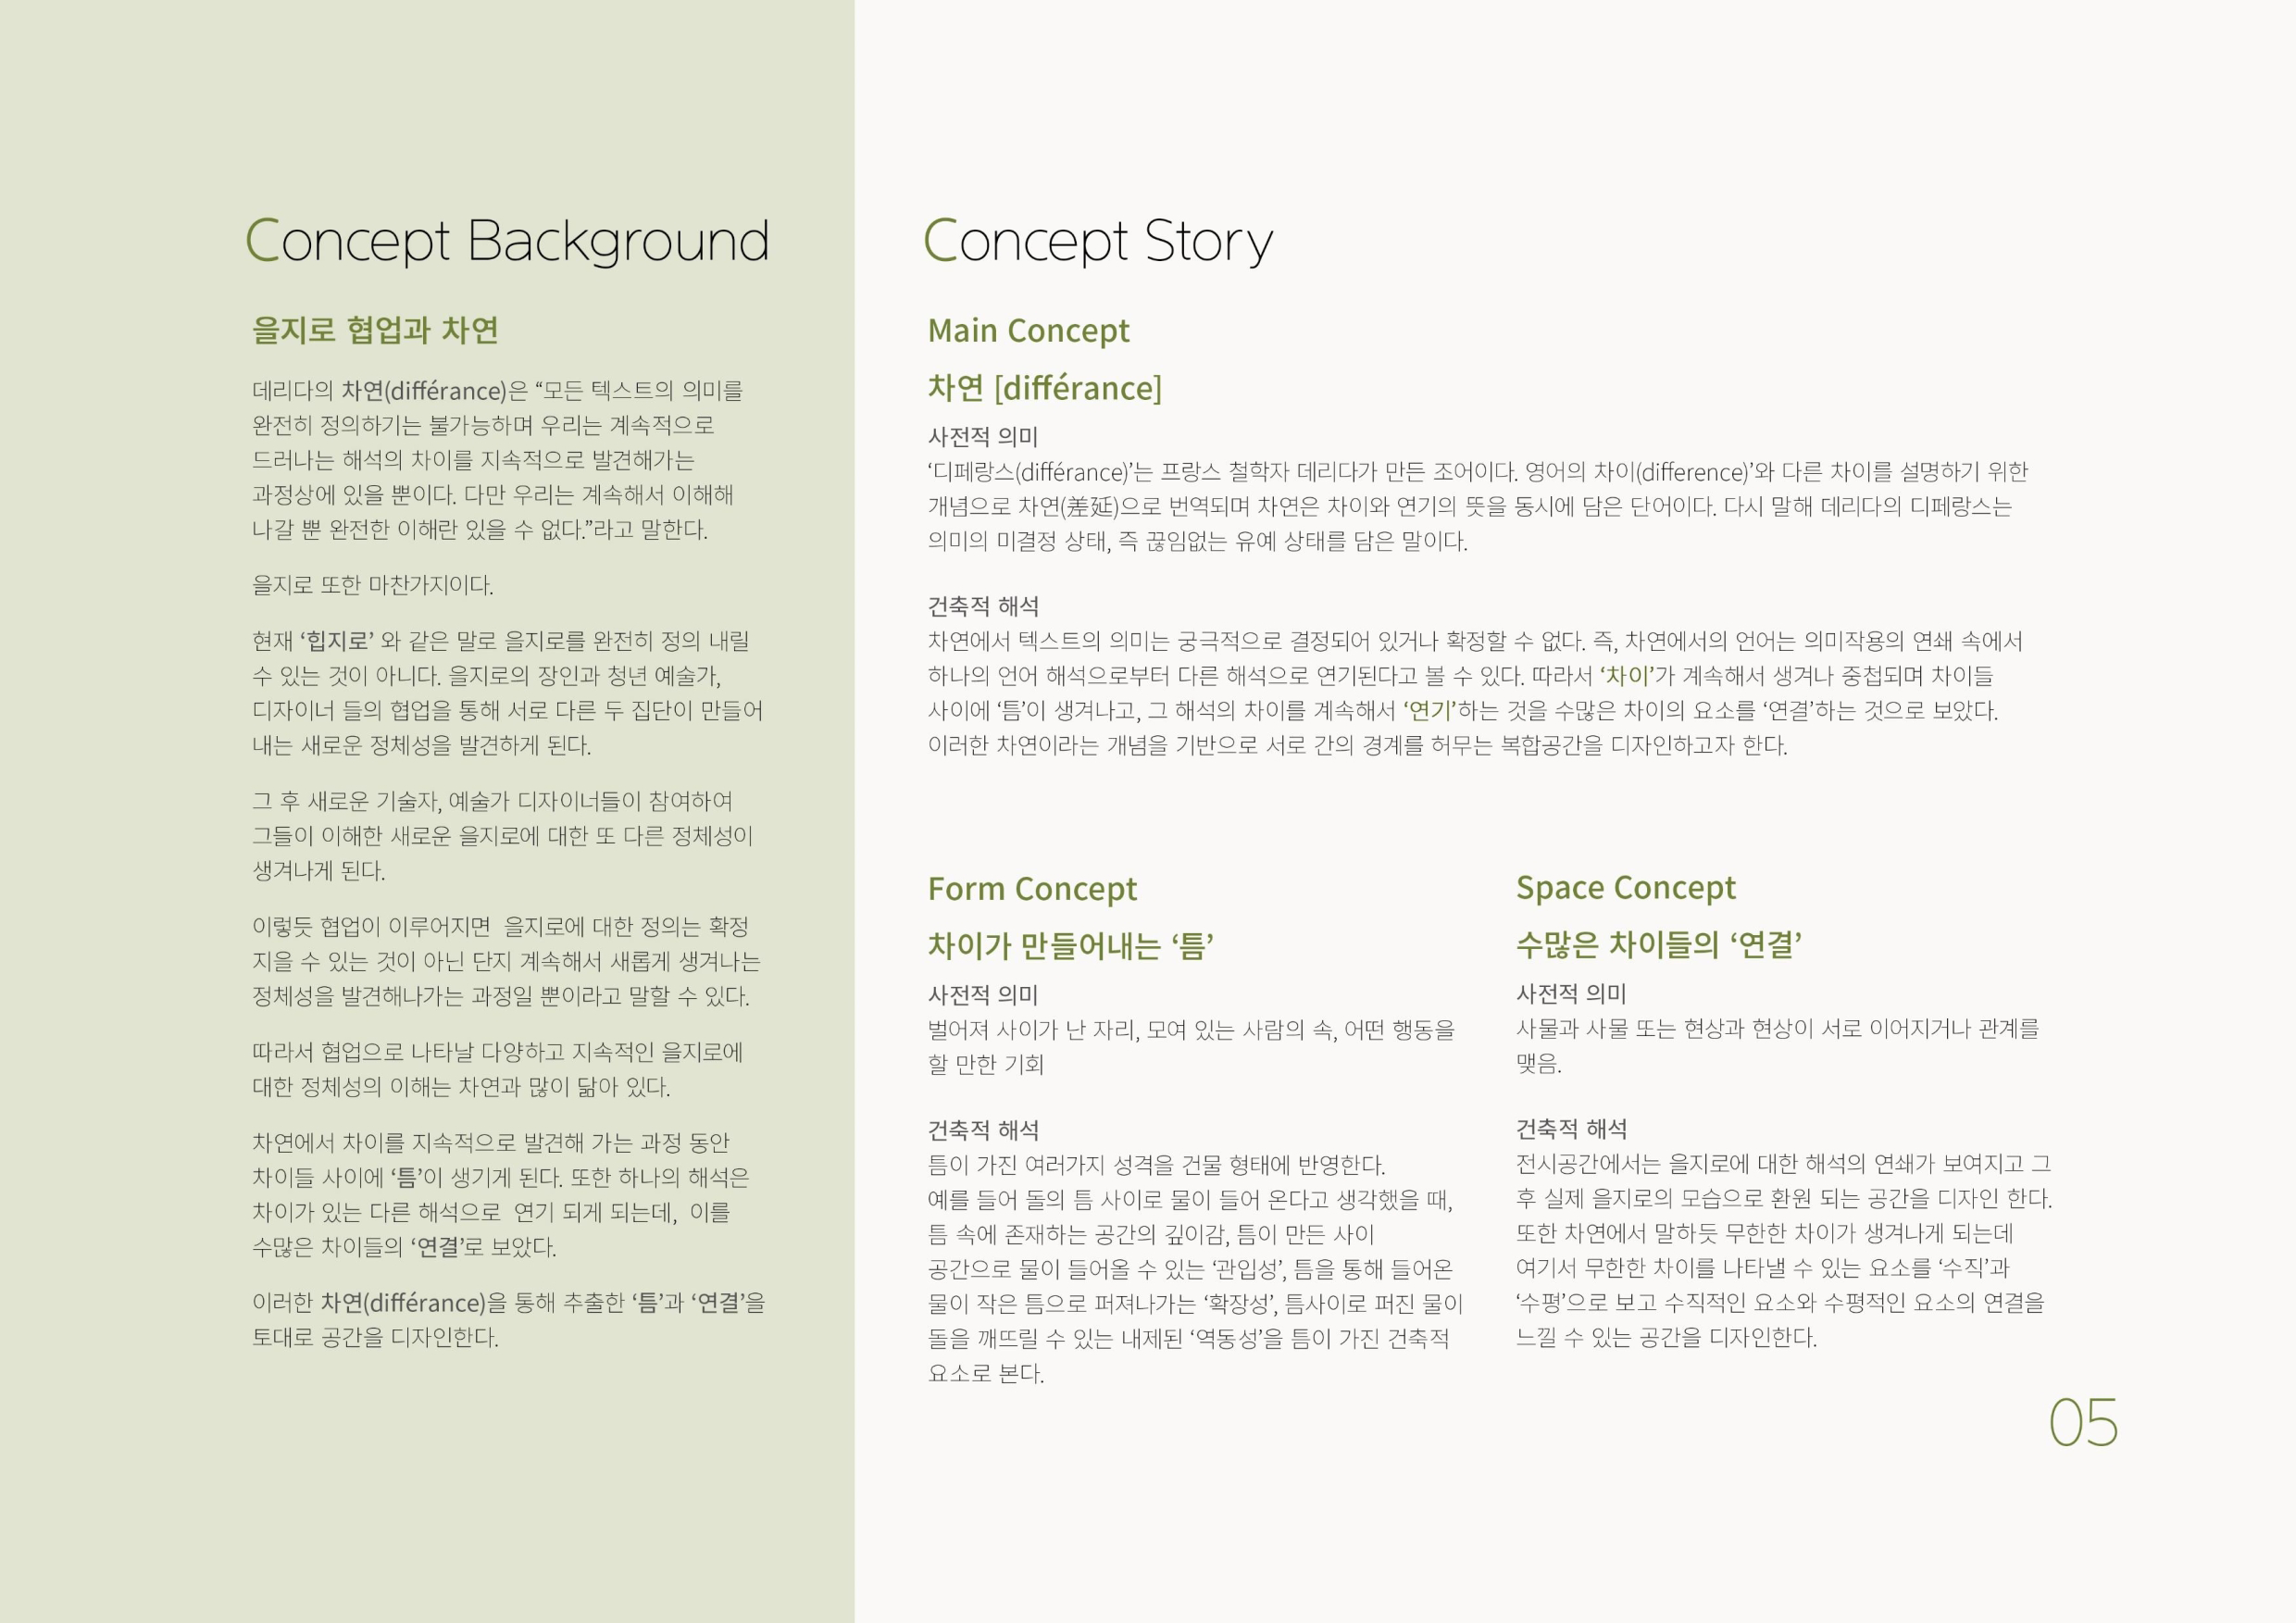 Concept Background
을지로 협업과 차연
데리다의 차연(différance)은 “모든 텍스트의 의미를
완전히 정의하기는 불가능하며 우리는 계속적으로
드러나는 해석의 차이를 지속적으로 발견해가는
과정상에 있을 뿐이다. 다만 우리는 계속해서 이해해
나갈 뿐 완전한 이해란 있을 수 없다.”라고 말한다.
을지로 또한 마찬가지이다.
현재 ‘힙지로’ 와 같은 말로 을지로를 완전히 정의 내릴
수 있는 것이 아니다. 을지로의 장인과 청년 예술가,
디자이너 들의 협업을 통해 서로 다른 두 집단이 만들어
내는 새로운 정체성을 발견하게 된다.
그 후 새로운 기술자, 예술가 디자이너들이 참여하여
그들이 이해한 새로운 을지로에 대한 또 다른 정체성이
생겨나게 된다.
이렇듯 협업이 이루어지면 을지로에 대한 정의는 확정
지을 수 있는 것이 아닌 단지 계속해서 새롭게 생겨나는
정체성을 발견해나가는 과정일 뿐이라고 말할 수 있다.
따라서 협업으로 나타날 다양하고 지속적인 을지로에
대한 정체성의 이해는 차연과 많이 닮아 있다.
차연에서 차이를 지속적으로 발견해 가는 과정 동안
차이들 사이에 ‘틈’이 생기게 된다. 또한 하나의 해석은
차이가 있는 다른 해석으로 연기 되게 되는데, 이를
수많은 차이들의 ‘연결’로 보았다.
이러한 차연(différance)을 통해 추출한 ‘틈’과 ‘연결’을
토대로 공간을 디자인한다.
Concept Story
Main Concept
차연 [différance]
사전적 의미
‘디페랑스(différance)’는 프랑스 철학자 데리다가 만든 조어이다. 영어의 차이(difference)’와 다른 차이를 설명하기 위한
개념으로 차연(差延)으로 번역되며 차연은 차이와 연기의 뜻을 동시에 담은 단어이다. 다시 말해 데리다의 디페랑스는
의미의 미결정 상태, 즉 끊임없는 유예 상태를 담은 말이다.
건축적 해석
차연에서 텍스트의 의미는 궁극적으로 결정되어 있거나 확정할 수 없다. 즉, 차연에서의 언어는 의미작용의 연쇄 속에서
하나의 언어 해석으로부터 다른 해석으로 연기된다고 볼 수 있다. 따라서 ‘차이’가 계속해서 생겨나 중첩되며 차이들
사이에 ‘틈’이 생겨나고, 그 해석의 차이를 계속해서 ‘연기’하는 것을 수많은 차이의 요소를 ‘연결’하는 것으로 보았다.
이러한 차연이라는 개념을 기반으로 서로 간의 경계를 허무는 복합공간을 디자인하고자 한다.
Form Concept
차이가 만들어내는 ‘틈’
사전적 의미
벌어져 사이가 난 자리, 모여 있는 사람의 속, 어떤 행동을
할 만한 기회
건축적 해석
틈이 가진 여러가지 성격을 건물 형태에 반영한다.
예를 들어 돌의 틈 사이로 물이 들어 온다고 생각했을 때,
틈 속에 존재하는 공간의 깊이감, 틈이 만든 사이
공간으로 물이 들어올 수 있는 ‘관입성’, 틈을 통해 들어온
물이 작은 틈으로 퍼져나가는 ‘확장성’, 틈사이로 퍼진 물이
돌을 깨뜨릴 수 있는 내제된 ‘역동성’을 틈이 가진 건축적
요소로 본다.
Space Concept
수많은 차이들의 ‘연결’
사전적 의미
사물과 사물 또는 현상과 현상이 서로 이어지거나 관계를
맺음.
건축적 해석
전시공간에서는 을지로에 대한 해석의 연쇄가 보여지고 그
후 실제 을지로의 모습으로 환원 되는 공간을 디자인 한다.
또한 차연에서 말하듯 무한한 차이가 생겨나게 되는데
여기서 무한한 차이를 나타낼 수 있는 요소를 ‘수직’과
‘수평’으로 보고 수직적인 요소와 수평적인 요소의 연결을
느낄 수 있는 공간을 디자인한다.
05